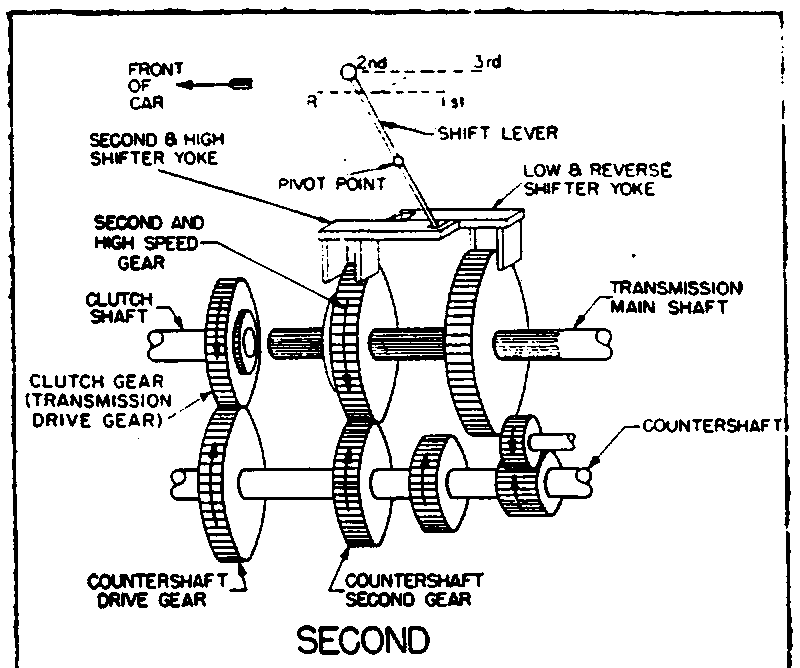 2nd 3rd
FRONT
OF
CAR
R 1st
SHIFT LEVER
SECOND & HIGH
SHIFTER YOKE
PIVOT POINT
LOW & REVERSE
SHIFTER YOKE
SECOND AND
HIGH SPEED
GEAR
CLUTCH
SHAFT
TRANSMISSION
MAIN SHAFT
CLUTCH GEAR
(TRANSMISSION
DRIVE GEAR)
COUNTERSHAFT
COUNTERSHAFT
DRIVE GEAR
COUNTERSHAFT
SECOND GEAR
SECOND